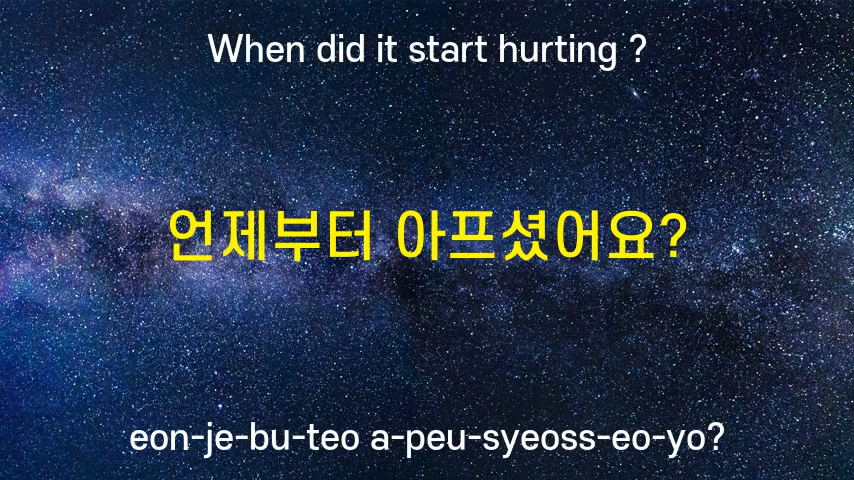 When did it start hurting ?
언제부터 아프셨어요?
eon-je-bu-teo a-peu-syeoss-eo-yo?